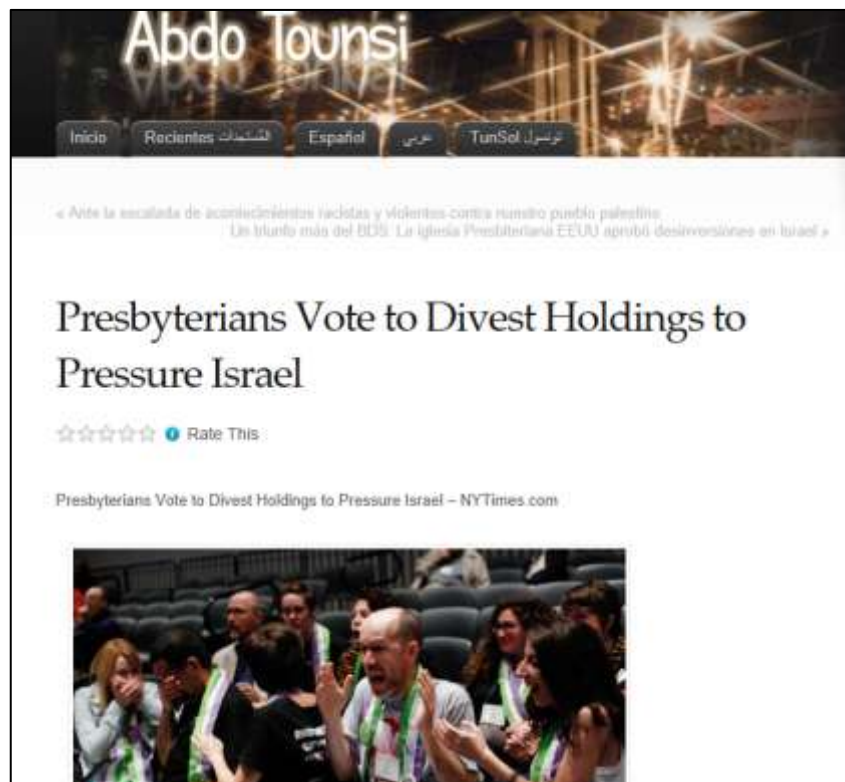 Abdo Tounsi
Inicio Recientes المُستجدات Español عربي TunSol تونسول
« Ante la escalada de acontecimientos racistas y violentos contra nuestro pueblo palestino
Un triunfo más del BDS: La iglesia Presbiteriana EEUU aprobó desinversiones en Israel »
Presbyterians Vote to Divest Holdings to
Pressure Israel
Rate This
Presbyterians Vote to Divest Holdings to Pressure Israel – NYTimes.com